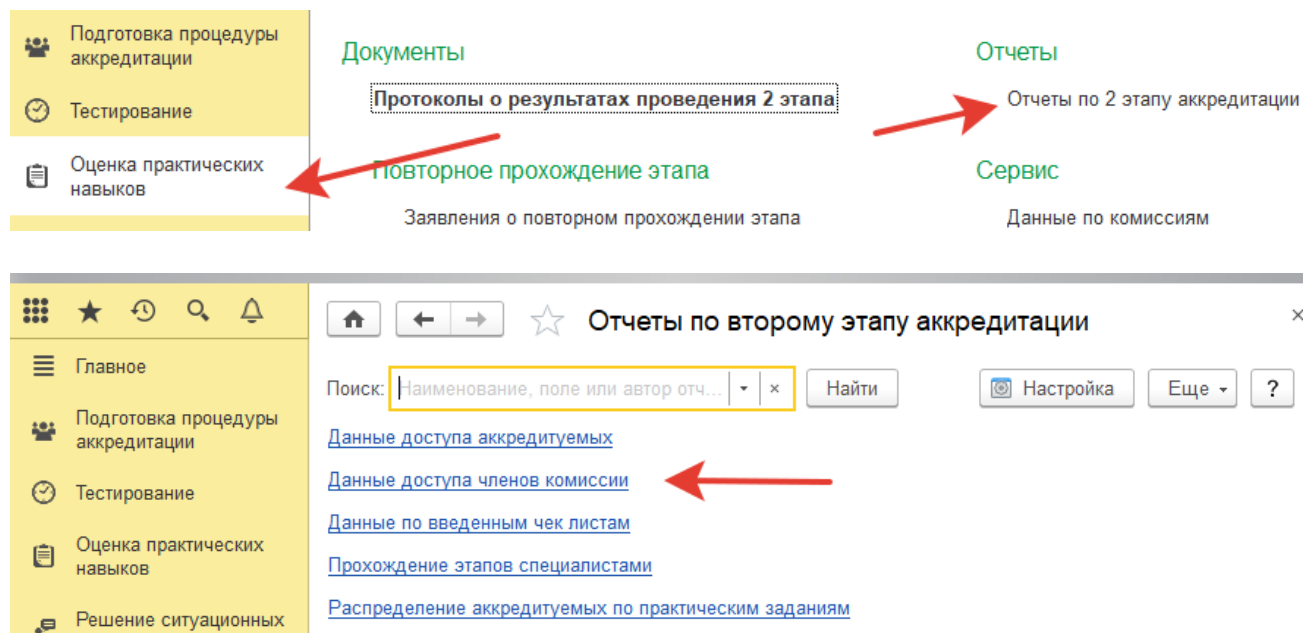 Подготовка процедуры
аккредитации
Тестирование
Оценка практических
навыков
Документы
Протоколы о результатах проведения 2 этапа
Повторное прохождение этапа
Заявления о повторном прохождении этапа
Отчеты
Отчеты по 2 этапу аккредитации
Сервис
Данные по комиссиям
Главное
Подготовка процедуры
аккредитации
Тестирование
Оценка практических
навыков
Решение ситуационных
Отчеты по второму этапу аккредитации
Поиск: Наименование, поле или автор отч... Найти Настройка Еще ?
Данные доступа аккредитуемых
Данные доступа членов комиссии
Данные по введенным чек листам
Прохождение этапов специалистами
Распределение аккредитуемых по практическим заданиям